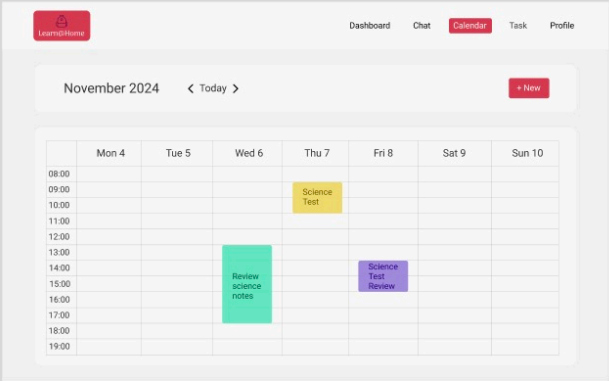 Learn@Home
Dashboard Chat Calendar Task Profile
November 2024 < Today > + New
Mon 4 Tue 5 Wed 6 Thu 7 Fri 8 Sat 9 Sun 10
08:00
09:00
10:00
11:00
12:00
13:00
14:00
15:00
16:00
17:00
18:00
19:00
Science
Test
Review
science
notes
Science
Test
Review